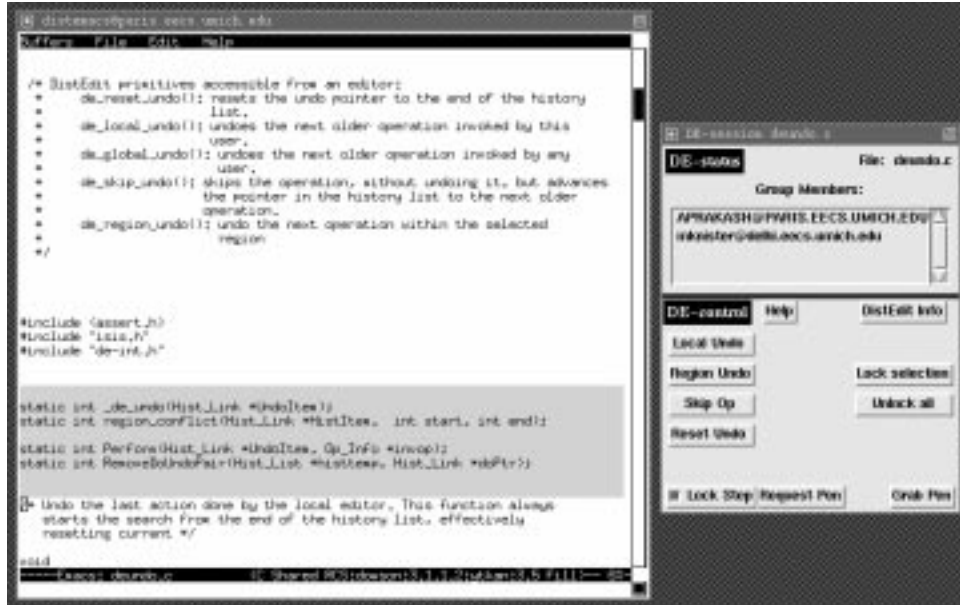 distemacs@paris.eecs.umich.edu
Buffers File Edit Help
/* DistEdit primitives accessible from an editor:
* de_reset_undo(): resets the undo pointer to the end of the history
* list.
* de_local_undo(): undoes the next older operation invoked by this
* user.
* de_global_undo(): undoes the next older operation invoked by any
* user.
* de_skip_undo(): skips the operation, without undoing it, but advances
* the pointer in the history list to the next older
* operation.
* de_region_undo(): undo the next operation within the selected
* region
*/
#include <assert.h>
#include "isis.h"
#include "de-int.h"
static int _de_undo(Hist_Link *UndoItem);
static int region_conflict(Hist_Link *HistItem, int start, int end);
static int Perform(Hist_Link *UndoItem, Op_Info *invop);
static int RemoveDoUndoPair(Hist_List *histtemp, Hist_Link *doPtr);
/* Undo the last action done by the local editor. This function always
starts the search from the end of the history list, effectively
resetting current */
void
-----Emacs: deundo.c
DE-session deundo.c
DE-status File: deundo.c
Group Members:
APRAKASH@PARIS.EECS.UMICH.EDU
mknister@delhi.eecs.umich.edu
DE-control Help DistEdit Info
Local Undo
Region Undo Lock selection
Skip Op Unlock all
Reset Undo
Lock Step Request Pen Grab Pen